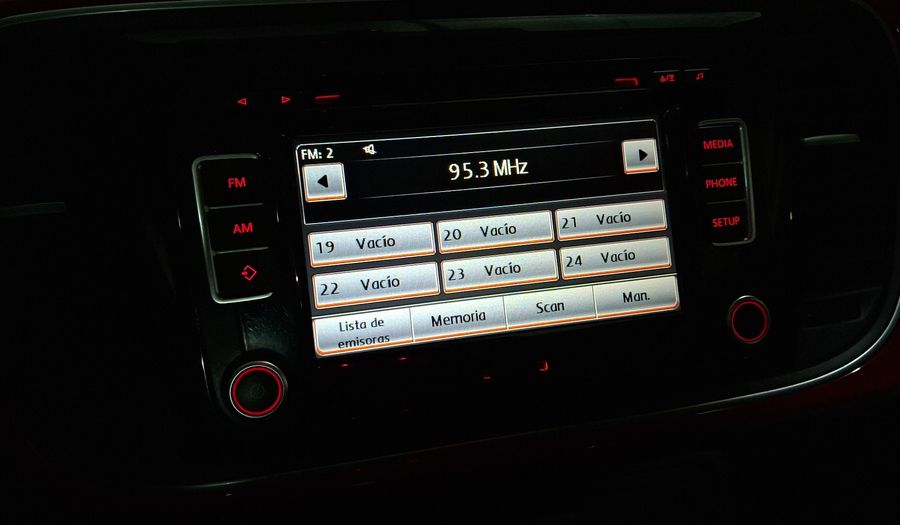 FM: 2
95.3 MHz
FM
AM
MEDIA
PHONE
SETUP
19 Vacío
20 Vacío
21 Vacío
22 Vacío
23 Vacío
24 Vacío
Lista de
emisoras
Memoria
Scan
Man.